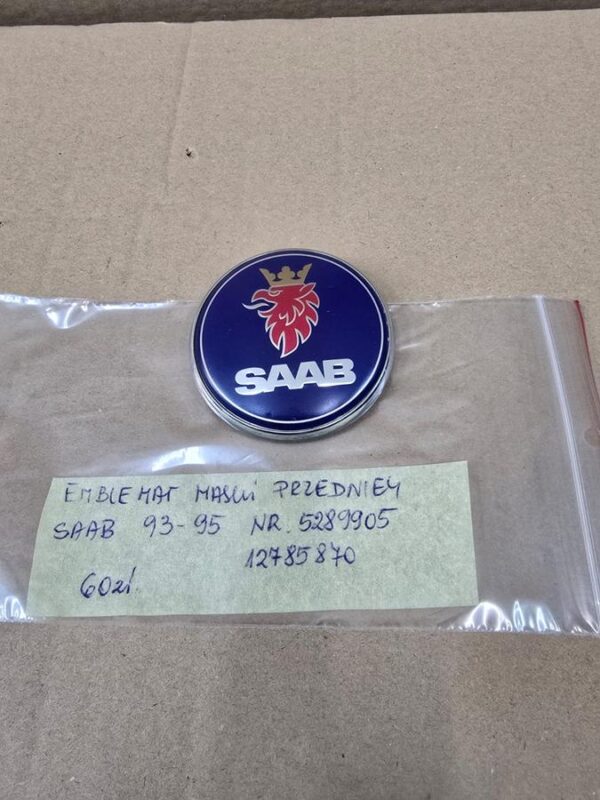 SAAB
EMBLEMAT MASKI PRZEDNIEJ
SAAB 93-95 NR. 5289905
12785870
60zł.